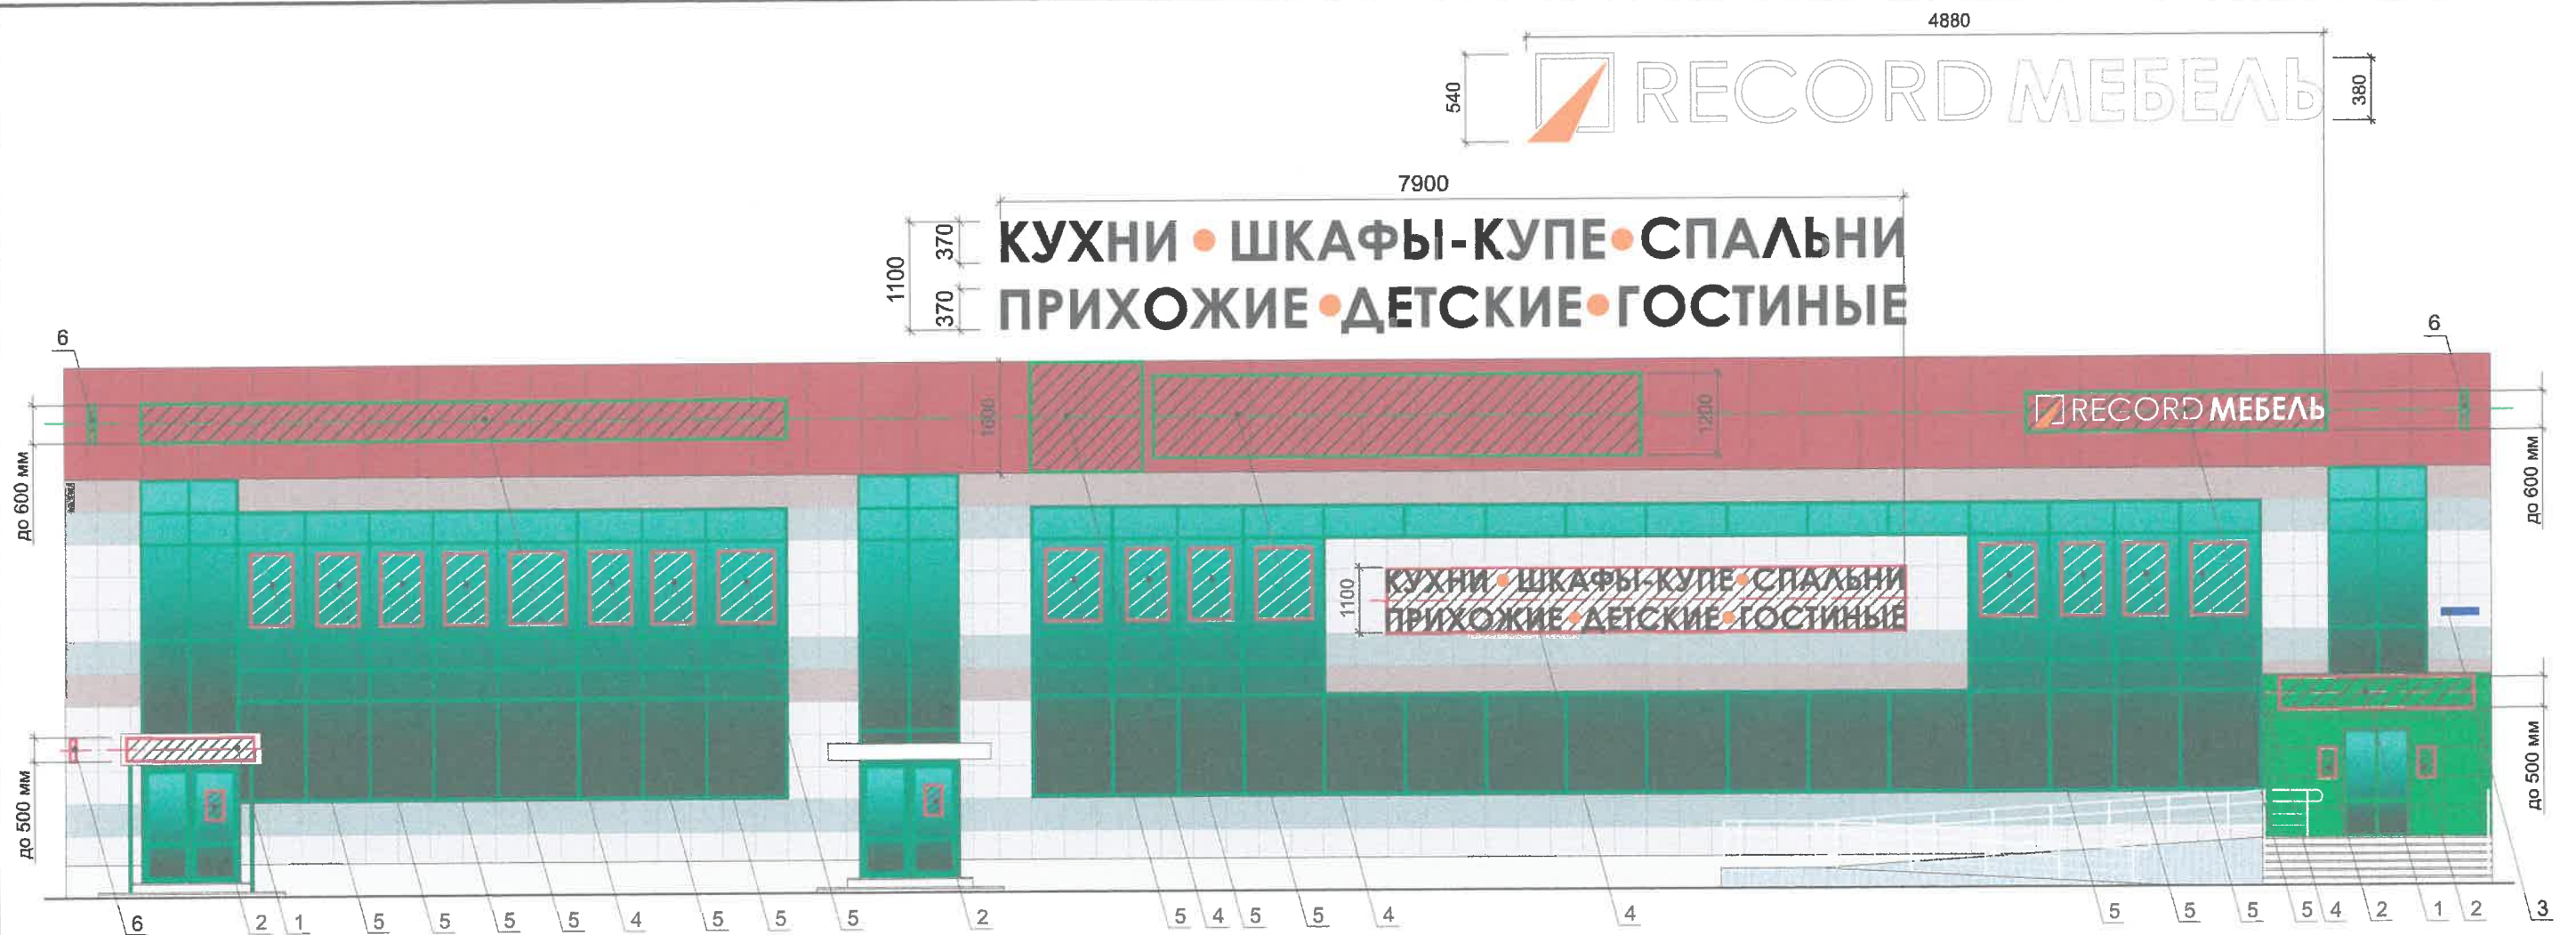 4880
540
RECORD МЕБЕЛЬ
380
7900
1100
370
КУХНИ • ШКАФЫ-КУПЕ • СПАЛЬНИ
370
ПРИХОЖИЕ • ДЕТСКИЕ • ГОСТИНЫЕ
6
6
до 600 мм
1600
1200
RECORD МЕБЕЛЬ
до 600 мм
1100
КУХНИ • ШКАФЫ-КУПЕ • СПАЛЬНИ
ПРИХОЖИЕ • ДЕТСКИЕ • ГОСТИНЫЕ
до 500 мм
до 500 мм
6 2 1 5 5 5 5 4 5 5 5 2 5 4 5 5 4 4 5 5 5 5 4 2 1 2 3